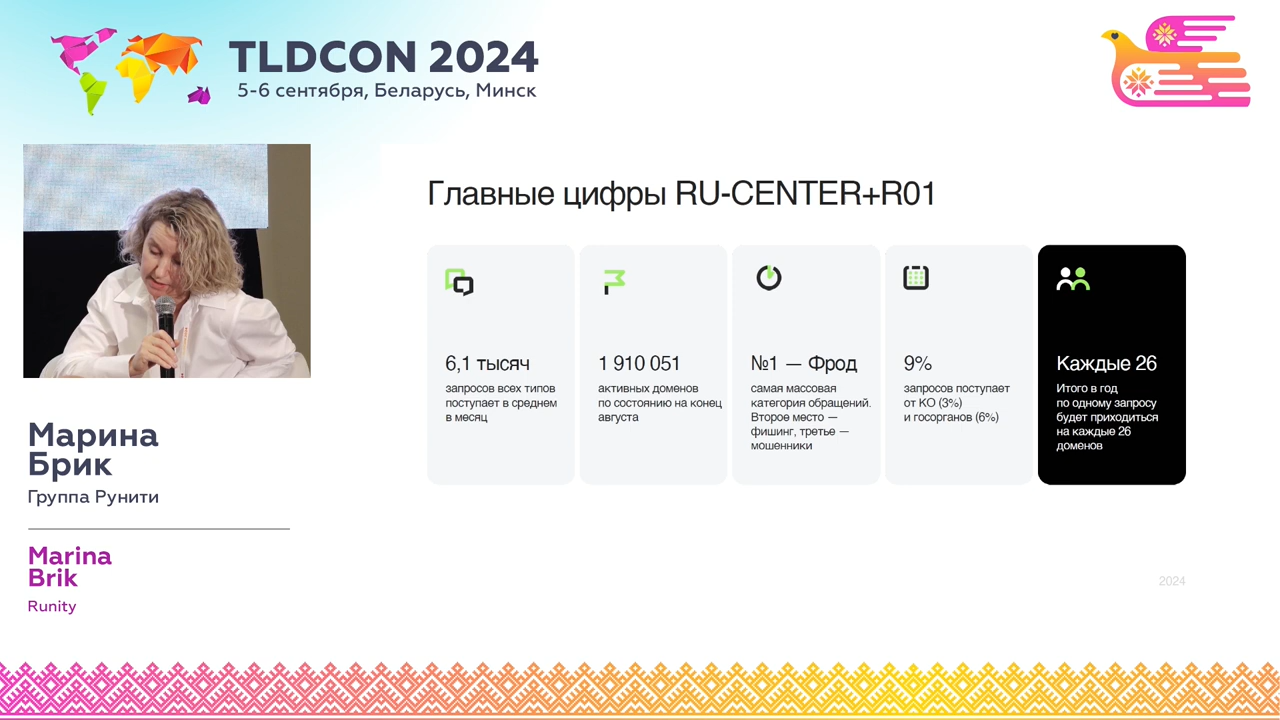 TLDCON 2024
5-6 сентября, Беларусь, Минск
Марина
Брик
Группа Рунити
Marina
Brik
Runity
Главные цифры RU-CENTER+R01
6,1 тысяч
запросов всех типов
поступает в среднем
в месяц
1 910 051
активных доменов
по состоянию на конец
августа
№1 — Фрод
самая массовая
категория обращений.
Второе место —
фишинг, третье —
мошенники
9%
запросов поступает
от КО (3%)
и госорганов (6%)
Каждые 26
Итого в год
по одному запросу
будет приходиться
на каждые 26
доменов
2024